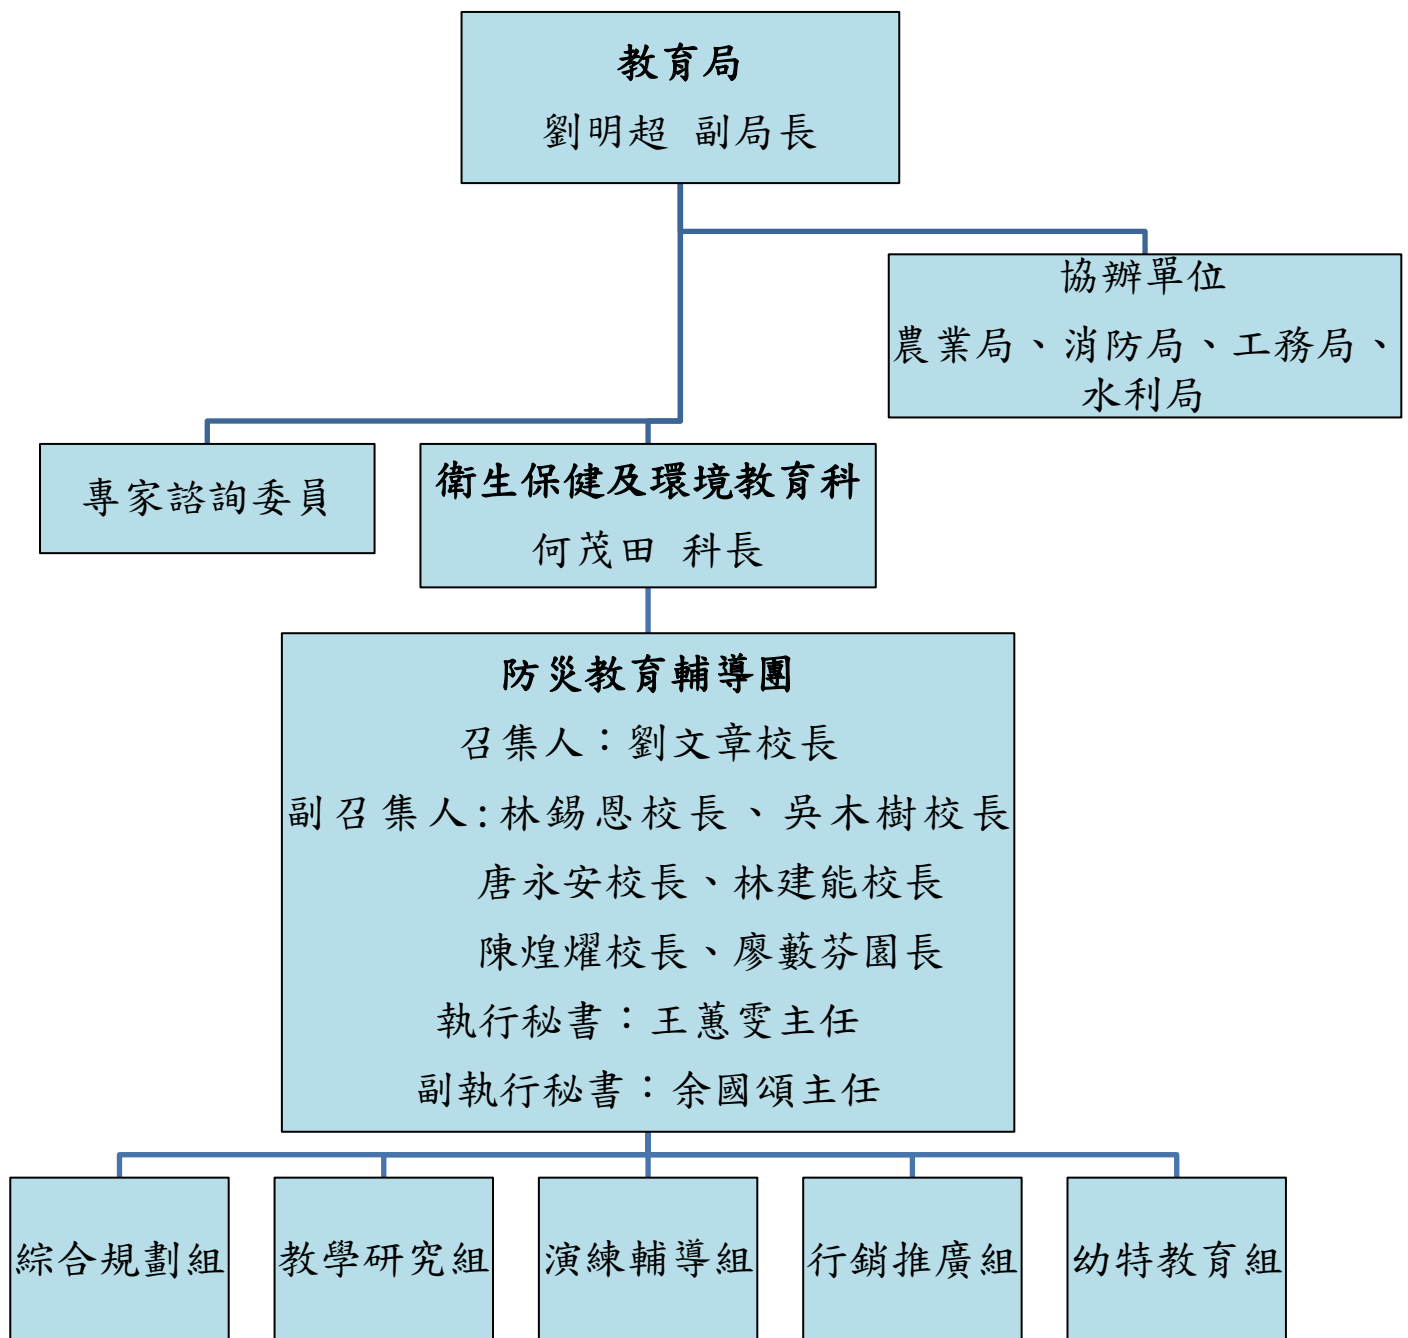 教育局
劉明超 副局長
協辦單位
農業局、消防局、工務局、
水利局
專家諮詢委員
衛生保健及環境教育科
何茂田 科長
防災教育輔導團
召集人：劉文章校長
副召集人:林錫恩校長、吳木樹校長
唐永安校長、林建能校長
陳煌燿校長、廖藪芬園長
執行秘書：王蕙雯主任
副執行秘書：余國頌主任
綜合規劃組
教學研究組
演練輔導組
行銷推廣組
幼特教育組